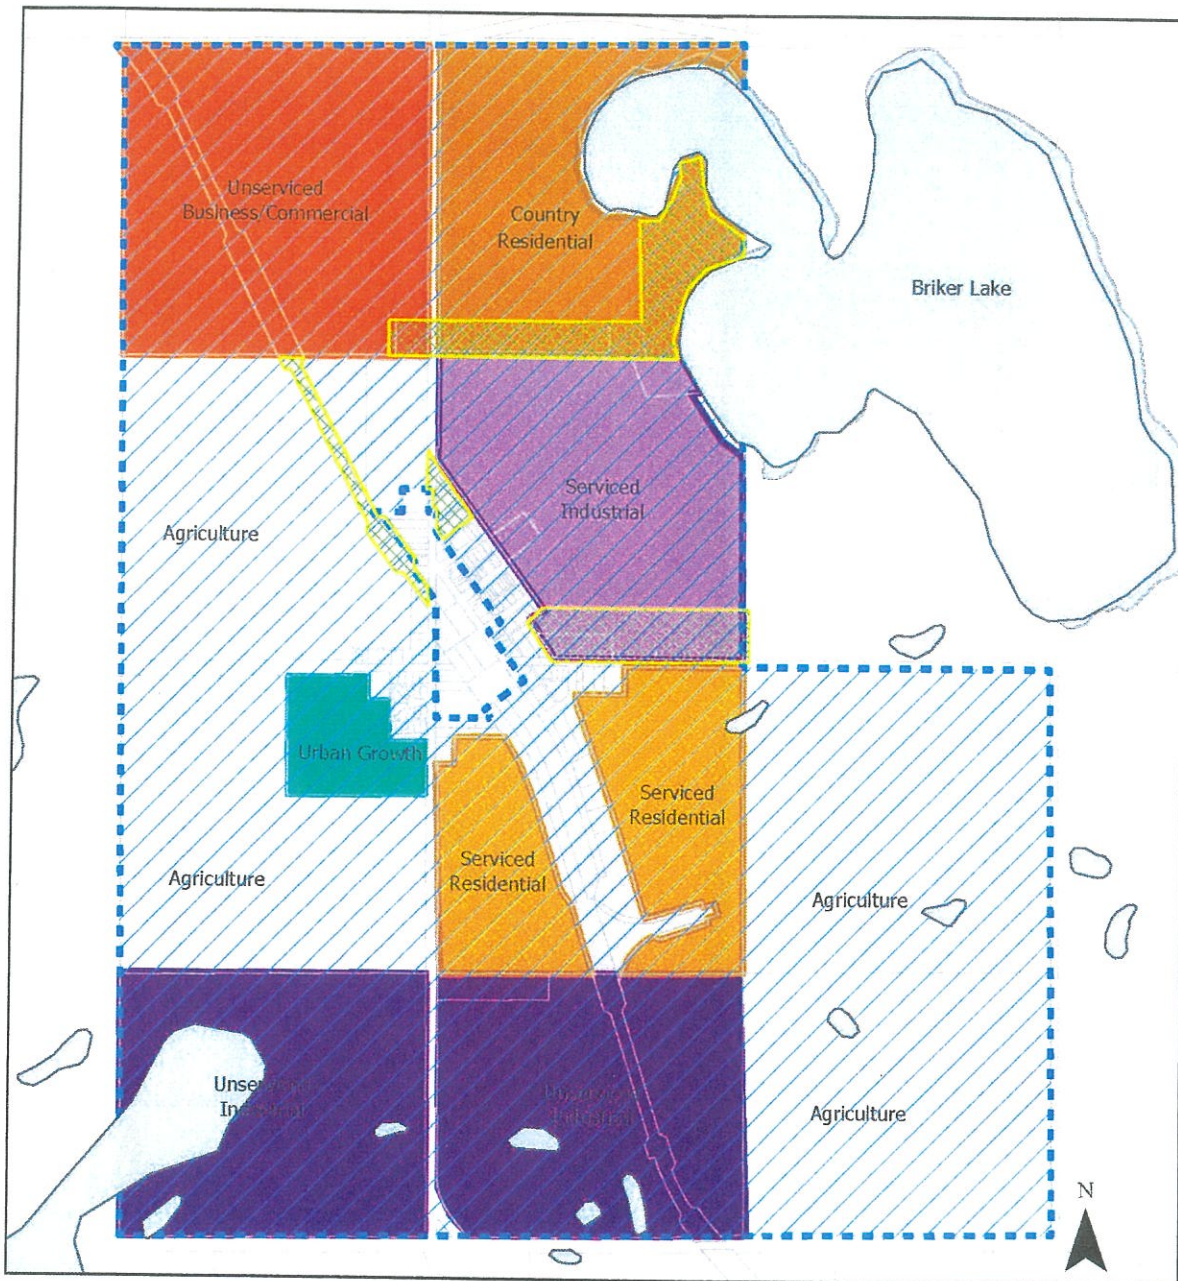 Unserviced
Business/Commercial
Country
Residential
Briker Lake
Serviced
Industrial
Agriculture
Urban Growth
Serviced
Residential
Serviced
Residential
Agriculture
Agriculture
Agriculture
N